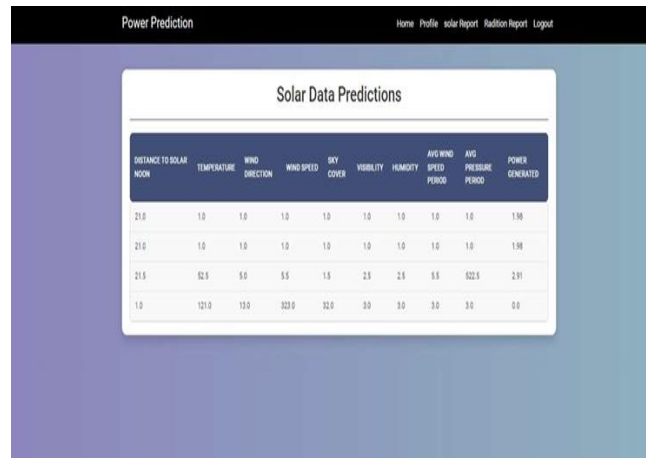 Power Prediction Home Profile solar Report Radition Report Logout
Solar Data Predictions
DISTANCE TO SOLAR NOON TEMPERATURE WIND DIRECTION WIND SPEED SKY COVER VISIBILITY HUMIDITY AVG WIND SPEED PERIOD AVG PRESSURE PERIOD POWER GENERATED
21.0 1.0 1.0 1.0 1.0 1.0 1.0 1.0 1.0 1.98
21.0 1.0 1.0 1.0 1.0 1.0 1.0 1.0 1.0 1.98
21.5 52.5 5.0 5.5 1.5 2.5 2.5 5.5 522.5 2.91
1.0 121.0 13.0 323.0 32.0 3.0 3.0 3.0 3.0 0.0